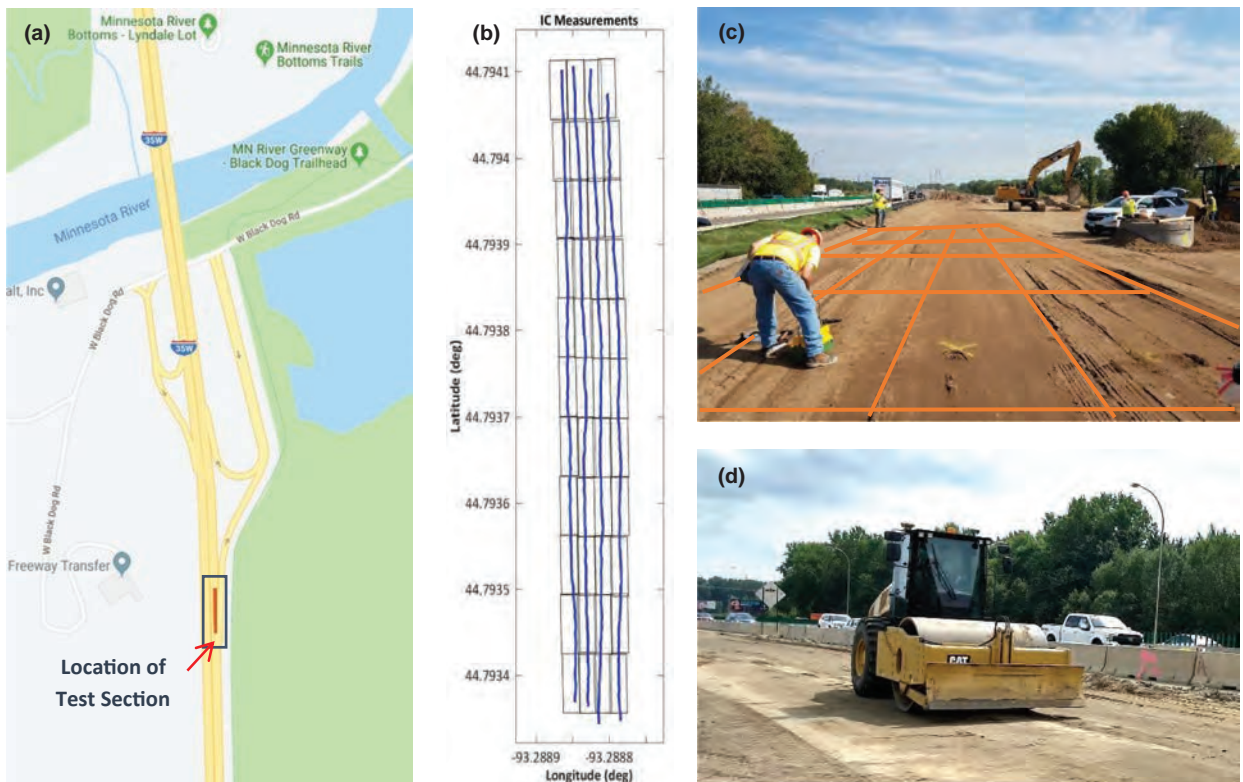 (a)
Minnesota River
Bottoms - Lyndale Lot
Minnesota River
Bottoms Trails
35W
MN River Greenway
- Black Dog Trailhead
Minnesota River
W Black Dog Rd
alt, Inc
W Black Dog Rd
35W
W Black Dog Rd
Freeway Transfer
Location of
Test Section
(b)
IC Measurements
44.7941
44.794
44.7939
44.7938
44.7937
44.7936
44.7935
44.7934
Latitude (deg)
-93.2889
-93.2888
Longitude (deg)
(c)
(d)
CAT